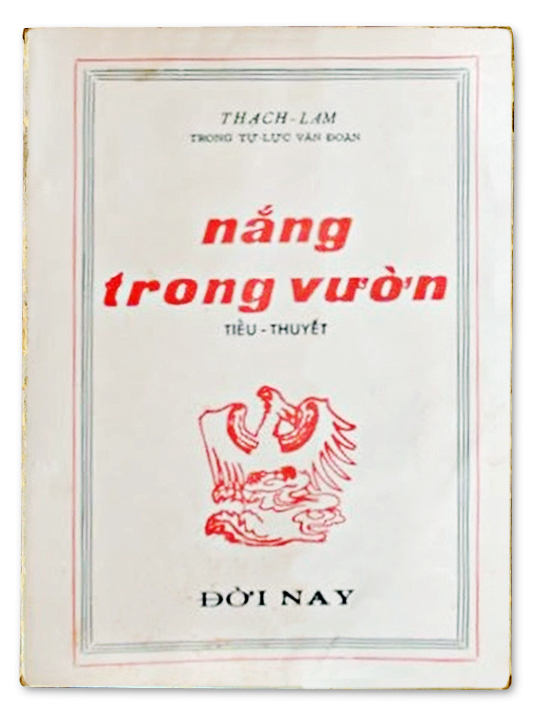 THẠCH-LAM
TRONG TỰ-LỰC VĂN ĐOÀN
nắng
trong vườn
TIỂU-THUYẾT
ĐỜI NAY